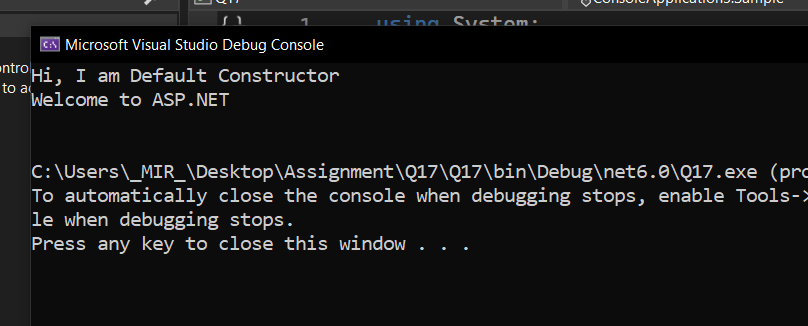 Q17
ConsoleApplications.Sample
{} 1 using System;
Microsoft Visual Studio Debug Console
Hi, I am Default Constructor
Welcome to ASP.NET
C:\Users\_MIR_\Desktop\Assignment\Q17\Q17\bin\Debug\net6.0\Q17.exe (pro
To automatically close the console when debugging stops, enable Tools->
le when debugging stops.
Press any key to close this window . . .
ontro
to a